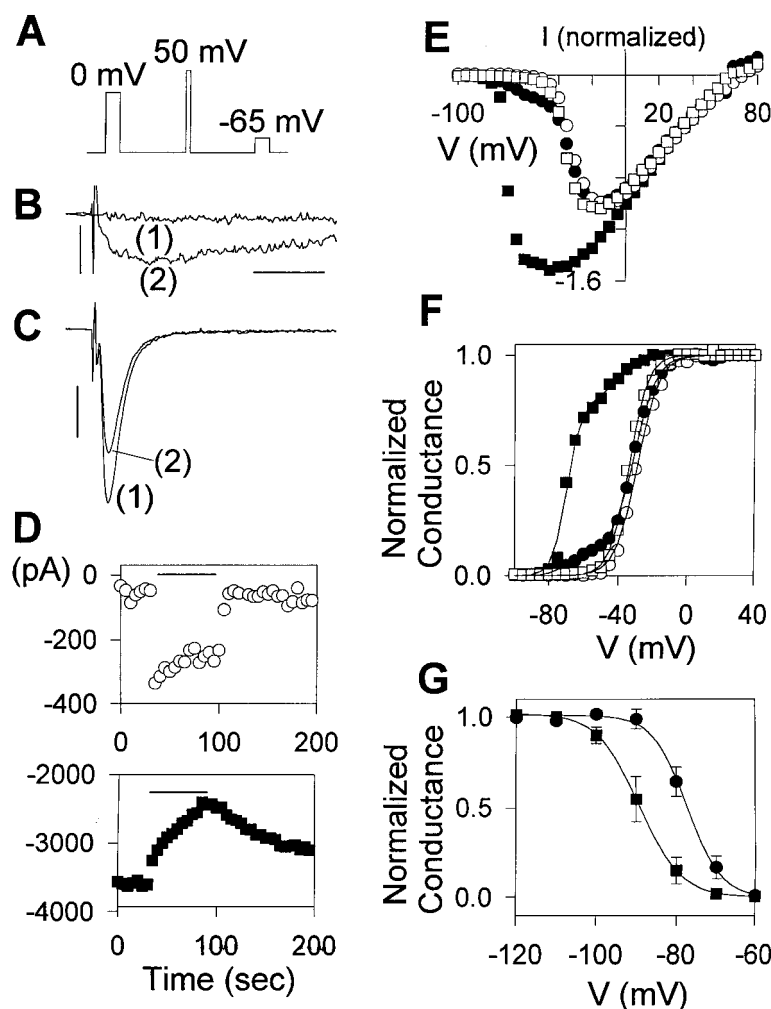 A
0 mV
50 mV
-65 mV
B
(1)
(2)
C
(2)
(1)
D
(pA)
0
-200
-400
0
100
200
-2000
-3000
-4000
0
100
200
Time (sec)
E
I (normalized)
-100
20
80
V (mV)
-1.6
F
Normalized
Conductance
1.0
0.5
0.0
-80
-40
0
40
V (mV)
G
Normalized
Conductance
1.0
0.5
0.0
-120
-100
-80
-60
V (mV)